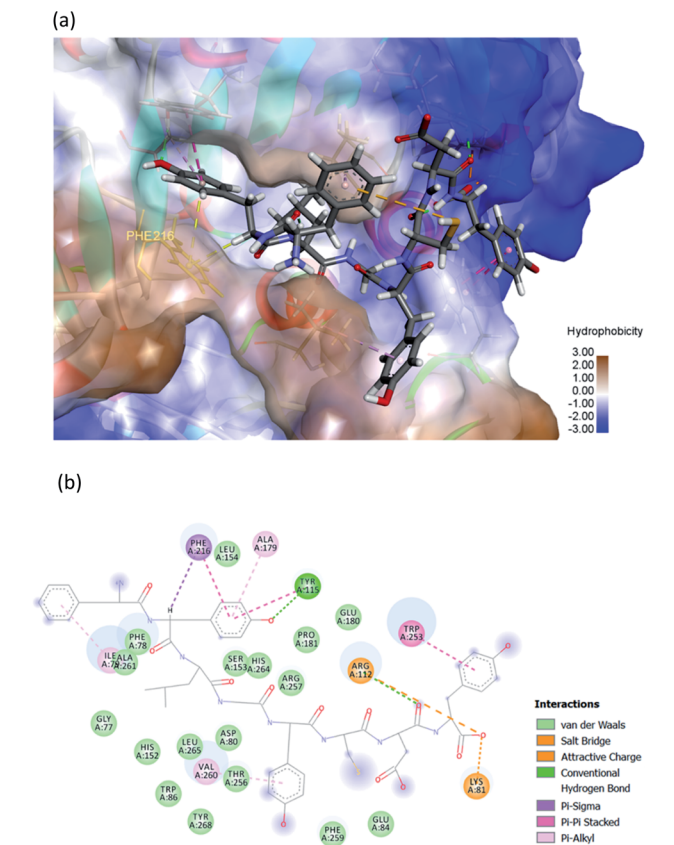 (a)
PHE216
Hydrophobicity
3.00
2.00
1.00
0.00
-1.00
-2.00
-3.00
(b)
PHE
A:216
LEU
A:154
ALA
A:179
TYR
A:115
H
O
N
GLU
A:180
TRP
A:253
PHE
A:78
ALA
A:261
PRO
A:181
SER
A:153
HIS
A:264
ARG
A:257
ARG
A:112
GLY
A:77
HIS
A:152
LEU
A:265
ASP
A:80
VAL
A:260
THR
A:256
TRP
A:86
TYR
A:268
PHE
A:259
GLU
A:84
LYS
A:81
Interactions
van der Waals
Salt Bridge
Attractive Charge
Conventional
Hydrogen Bond
Pi-Sigma
Pi-Pi Stacked
Pi-Alkyl